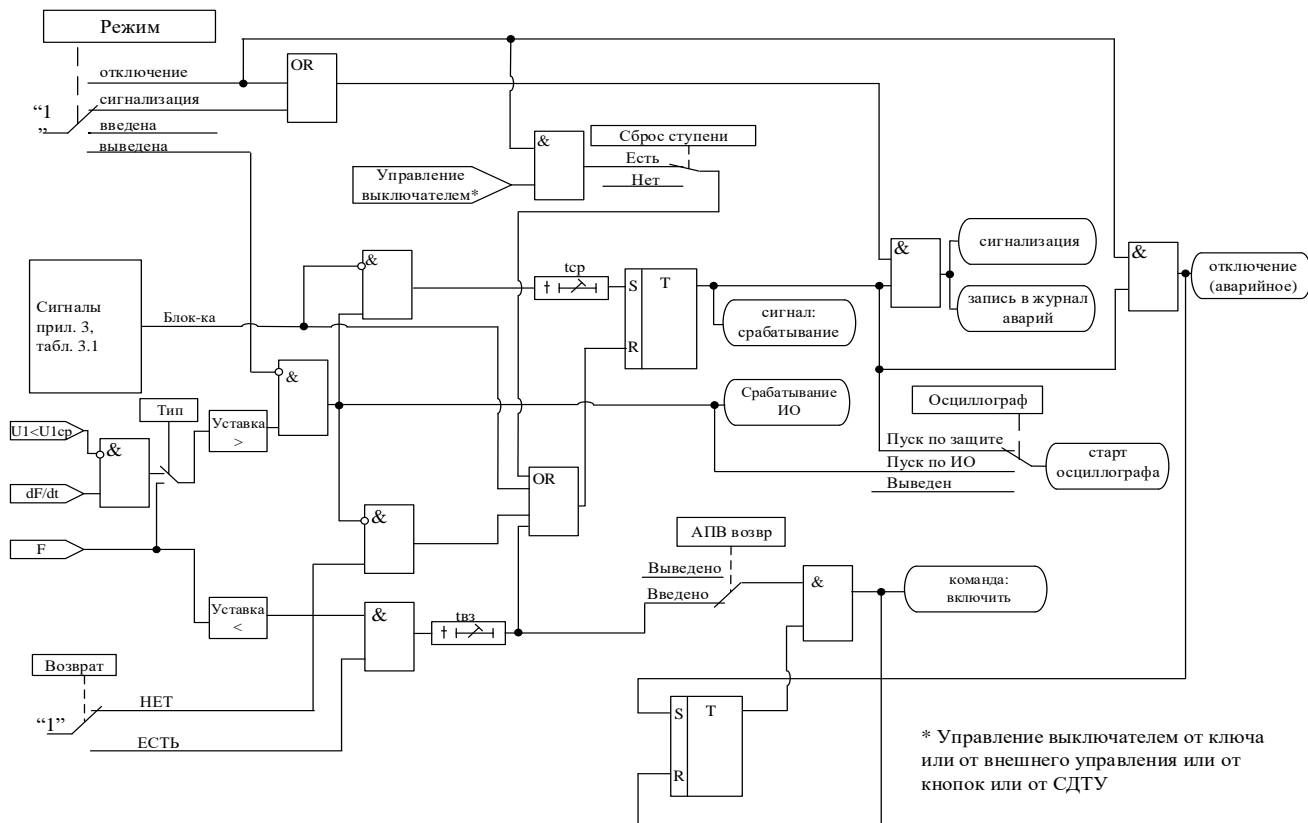 Режим
отключение
OR
сигнализация
“1
”
введена
выведена
&
Сброс ступени
Есть
Нет
Управление
выключателем*
&
сигнализация
&
отключение
(аварийное)
запись в журнал
аварий
Сигналы
прил. 3,
табл. 3.1
Блок-ка
&
tср
S
T
R
сигнал:
срабатывание
&
Срабатывание
ИО
Тип
Уставка
>
U1<U1ср
&
dF/dt
F
Осциллограф
Пуск по защите
Пуск по ИО
Выведен
старт
осциллографа
OR
&
АПВ возвр
Выведено
Введено
&
команда:
включить
Уставка
<
&
tвз
Возврат
“1”
НЕТ
ЕСТЬ
S
T
R
* Управление выключателем от ключа
или от внешнего управления или от
кнопок или от СДТУ